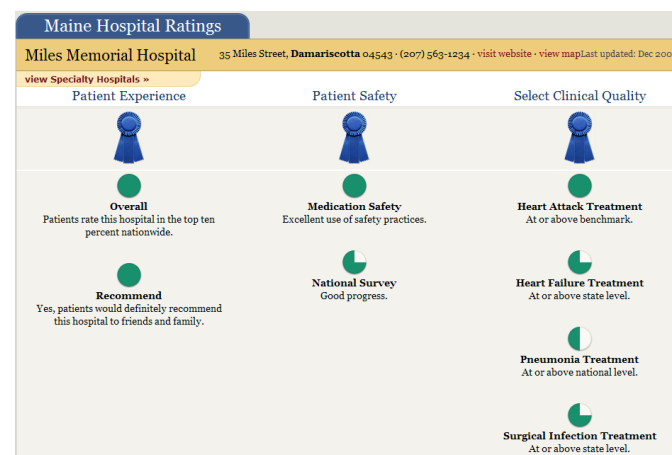 Maine Hospital Ratings
Miles Memorial Hospital
35 Miles Street, Damariscotta 04543 · (207) 563-1234 · visit website · view mapLast updated: Dec 200
view Specialty Hospitals »
Patient Experience
Patient Safety
Select Clinical Quality
Overall
Patients rate this hospital in the top ten
percent nationwide.
Medication Safety
Excellent use of safety practices.
Heart Attack Treatment
At or above benchmark.
Recommend
Yes, patients would definitely recommend
this hospital to friends and family.
National Survey
Good progress.
Heart Failure Treatment
At or above state level.
Pneumonia Treatment
At or above national level.
Surgical Infection Treatment
At or above state level.